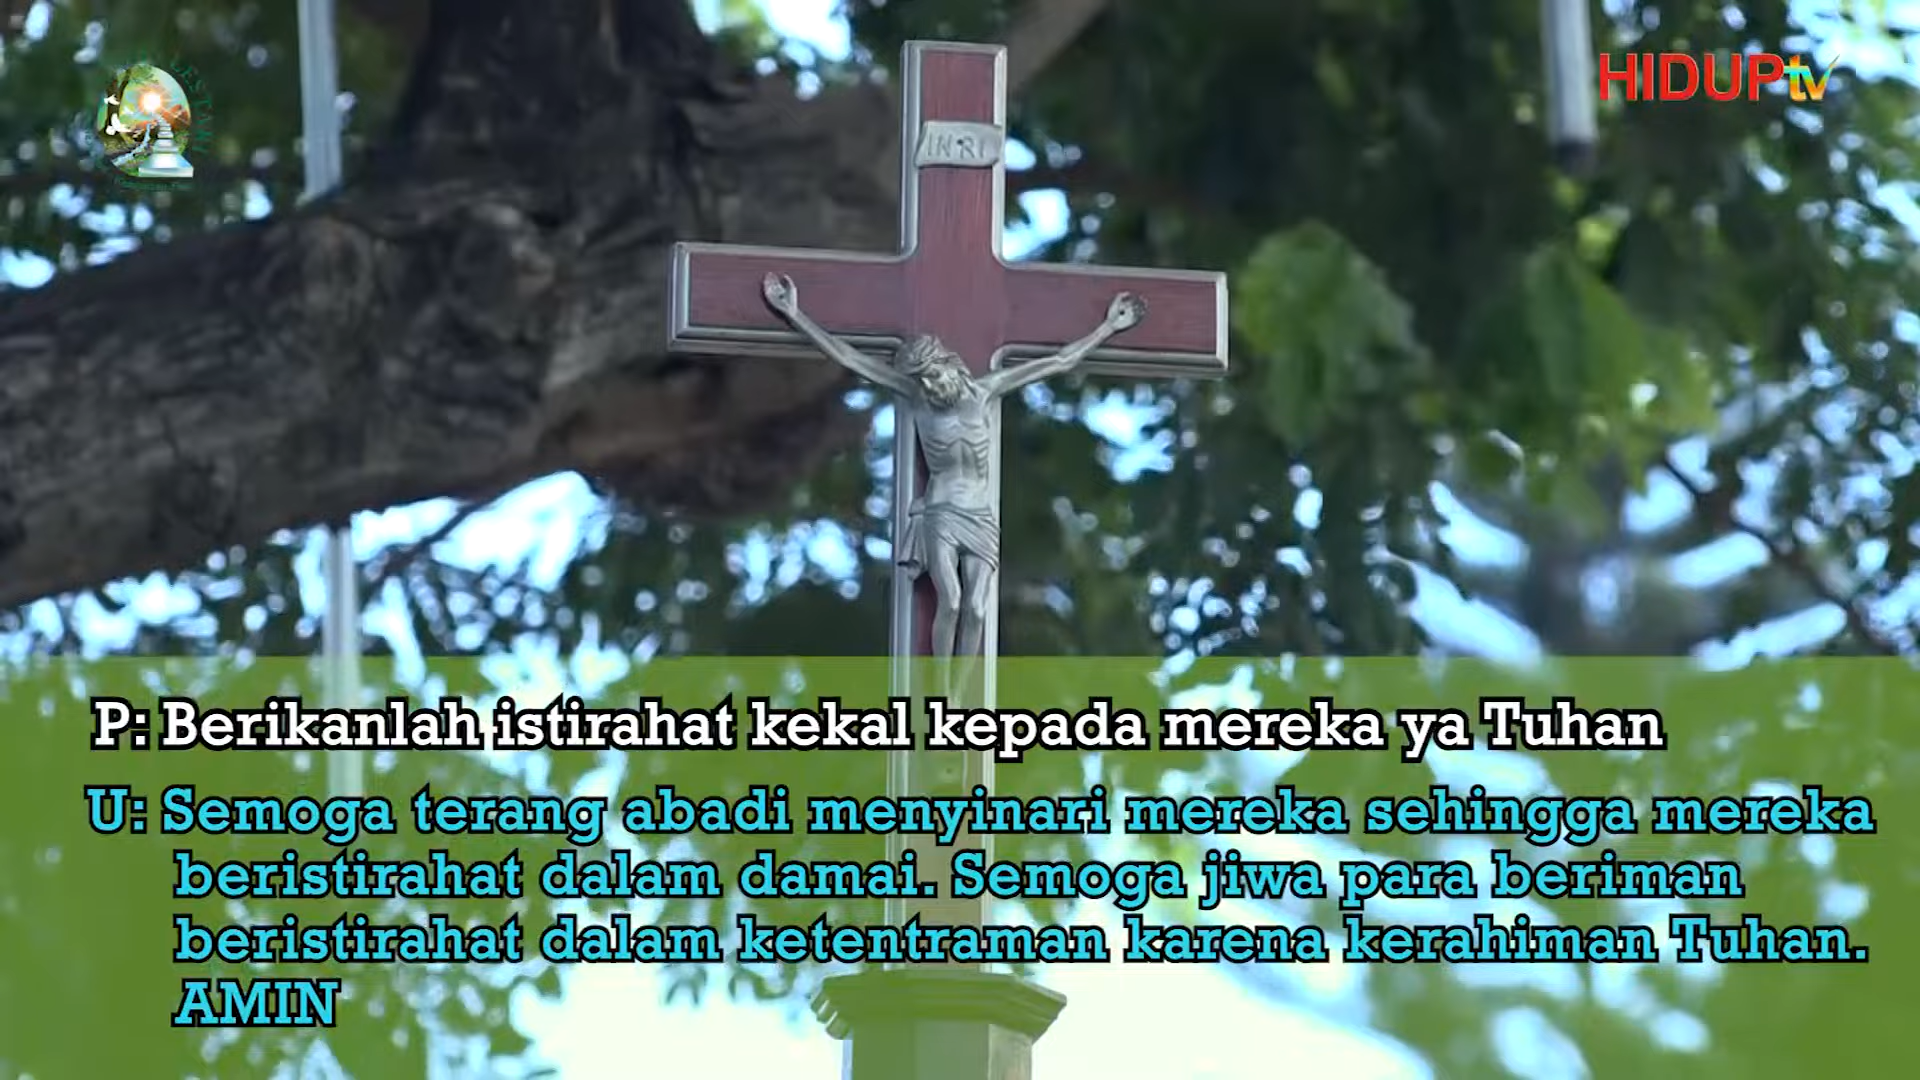 HIDUPtv
INRI
P: Berikanlah istirahat kekal kepada mereka ya Tuhan
U: Semoga terang abadi menyinari mereka sehingga mereka
beristirahat dalam damai. Semoga jiwa para beriman
beristirahat dalam ketentraman karena kerahiman Tuhan.
AMIN